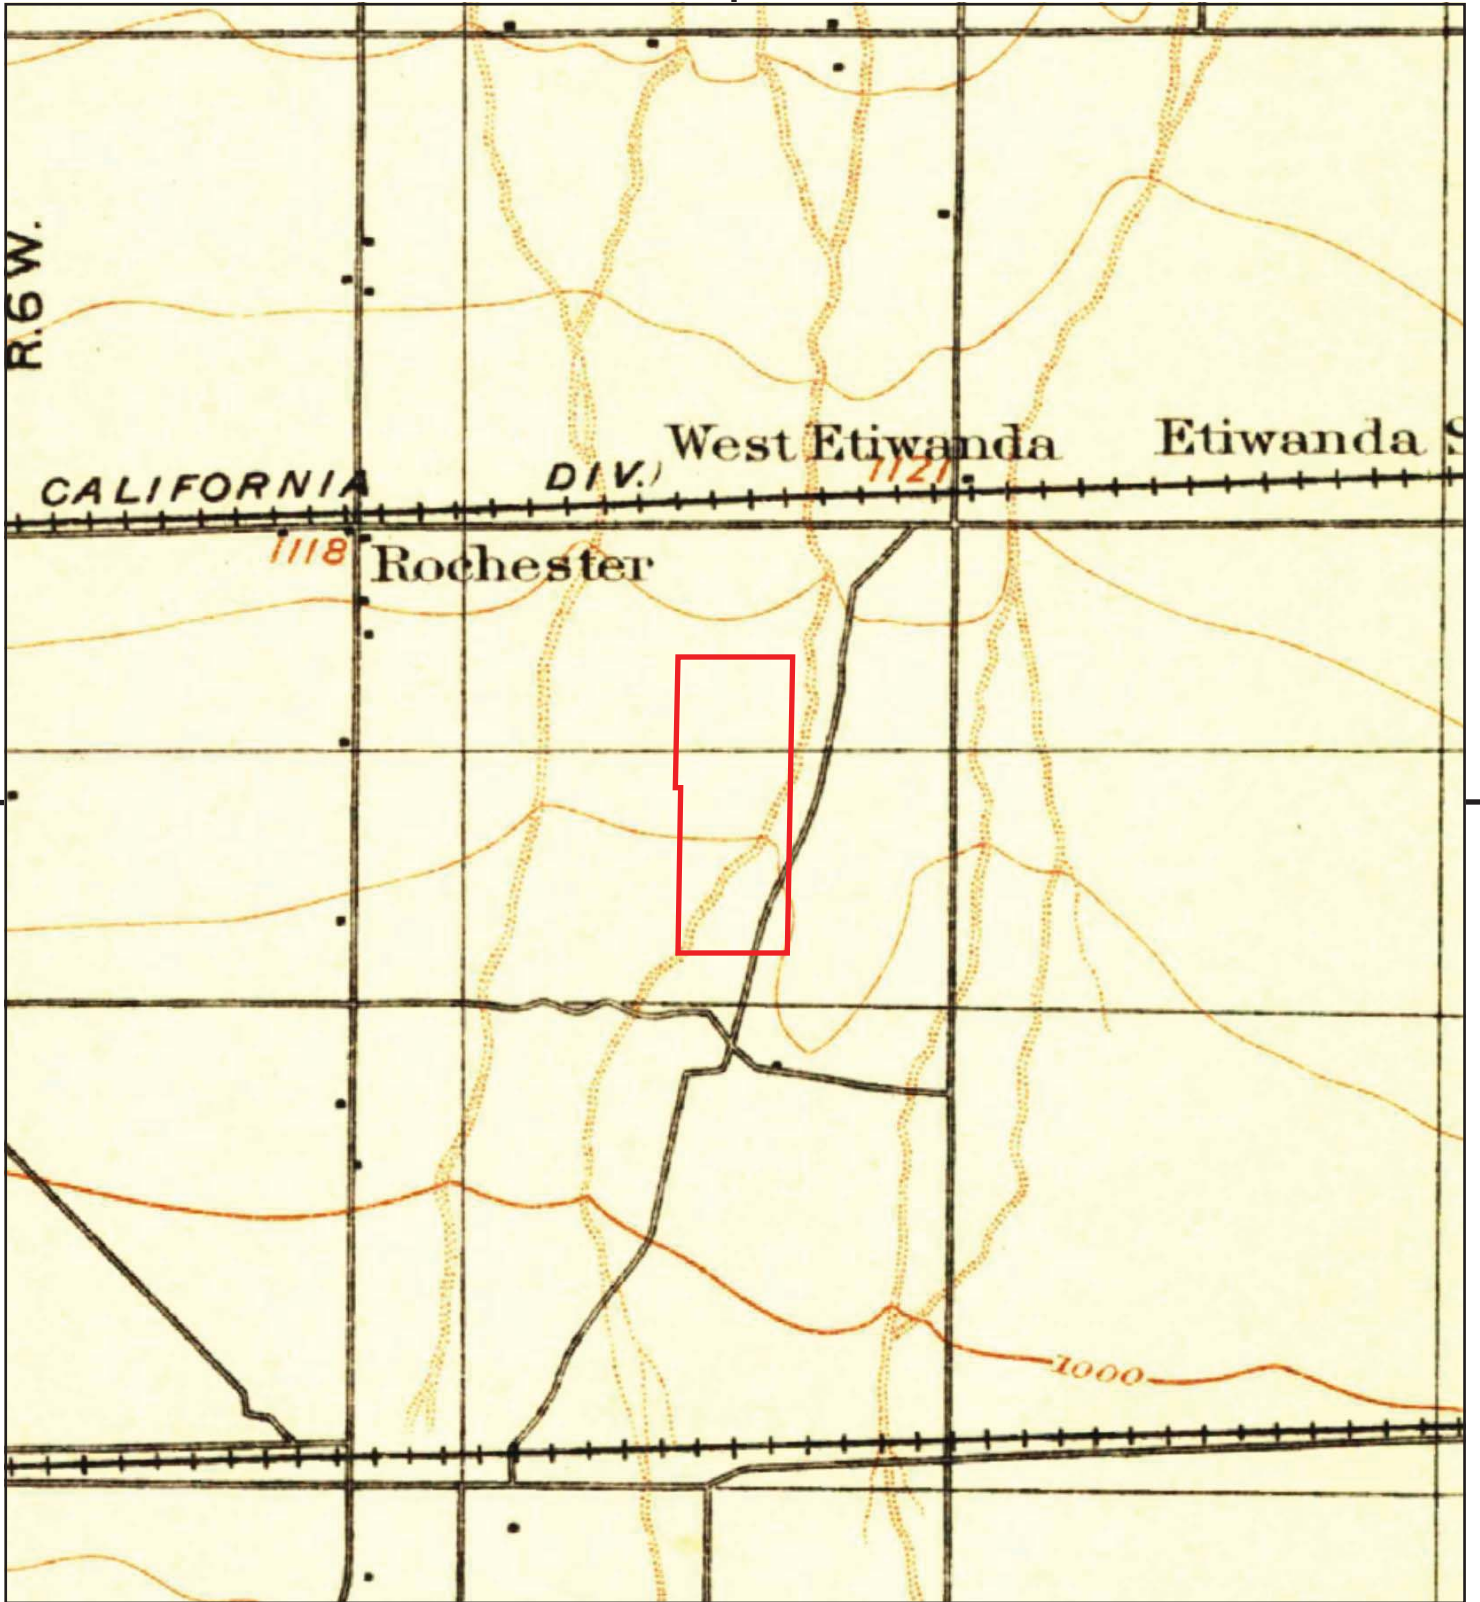 R.6W.
West Etiwanda
Etiwanda S
1121
CALIFORNIA DIV.)
1118
Rochester
1000